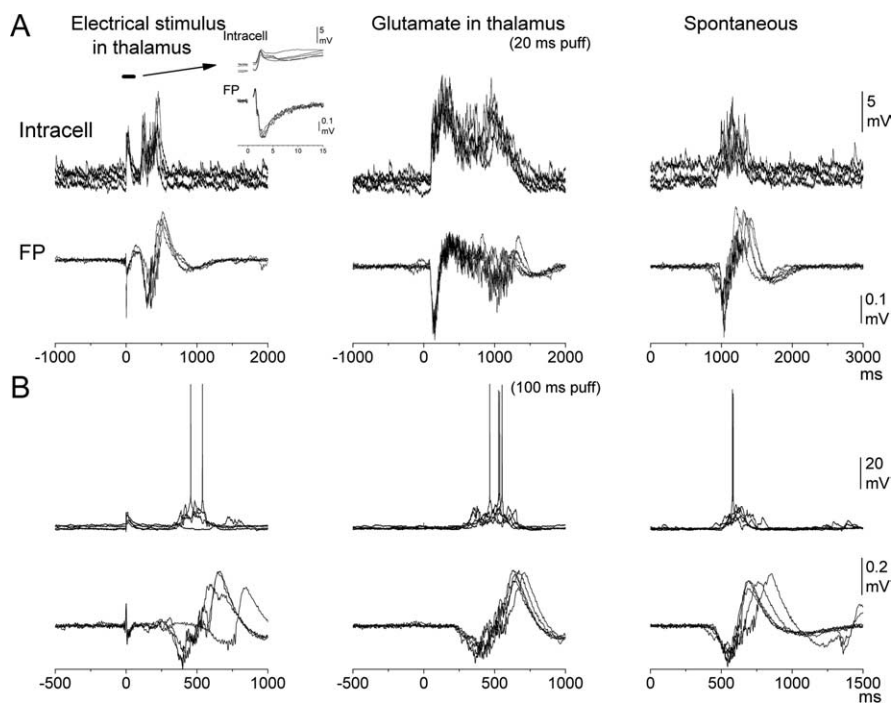 A
Electrical stimulus
in thalamus
Glutamate in thalamus
(20 ms puff)
Spontaneous
Intracell
5
mV
FP
0.1
mV
0 5 10 15
Intracell
5
mV
FP
0.1
mV
-1000 0 1000 2000
-1000 0 1000 2000
0 1000 2000 3000
ms
B
(100 ms puff)
20
mV
0.2
mV
-500 0 500 1000
-500 0 500 1000
0 500 1000 1500
ms